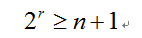 2^r ≥ n+1↵